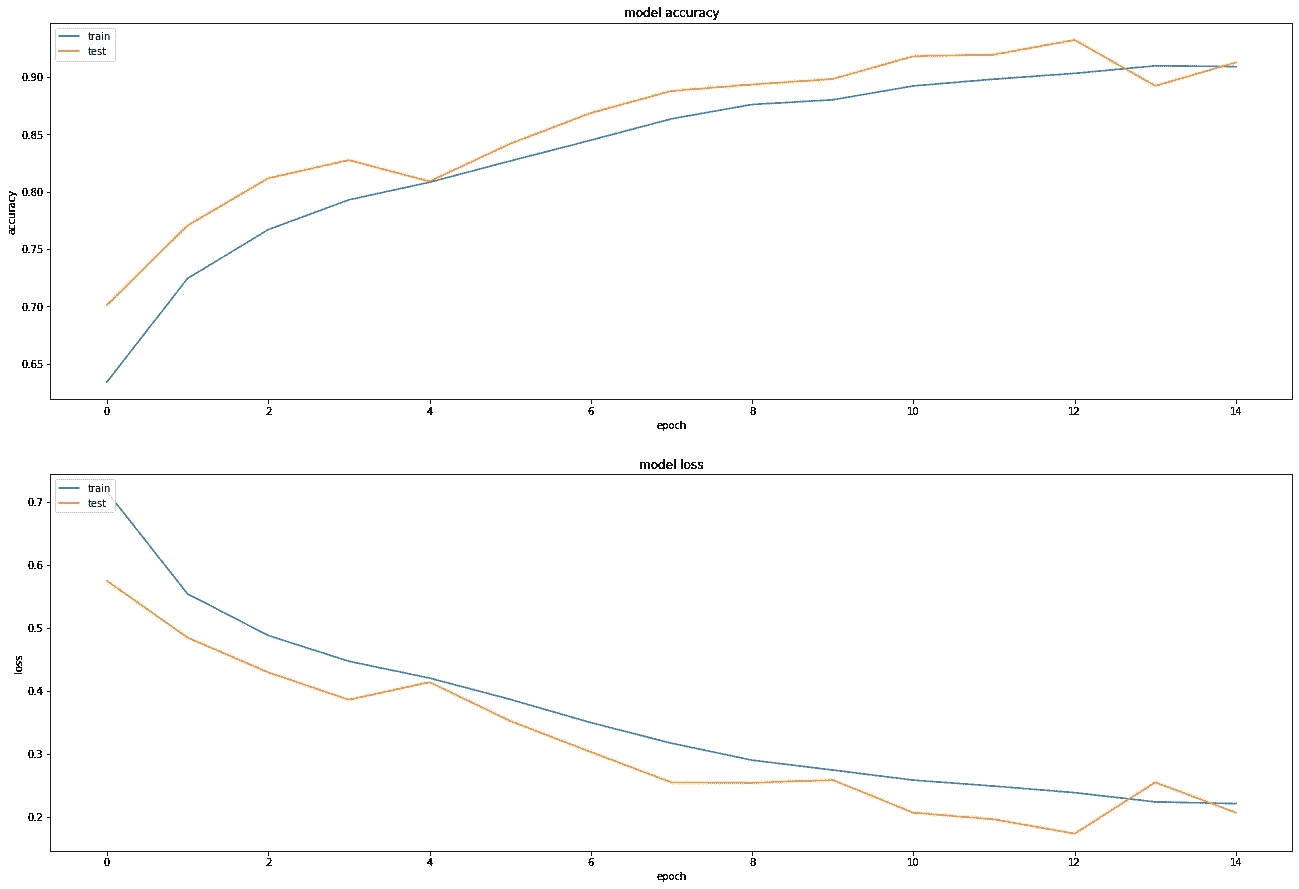 model accuracy
train
test
0.90
0.85
0.80
0.75
0.70
0.65
accuracy
0 2 4 6 8 10 12 14
epoch
model loss
train
test
0.7
0.6
0.5
0.4
0.3
0.2
loss
0 2 4 6 8 10 12 14
epoch